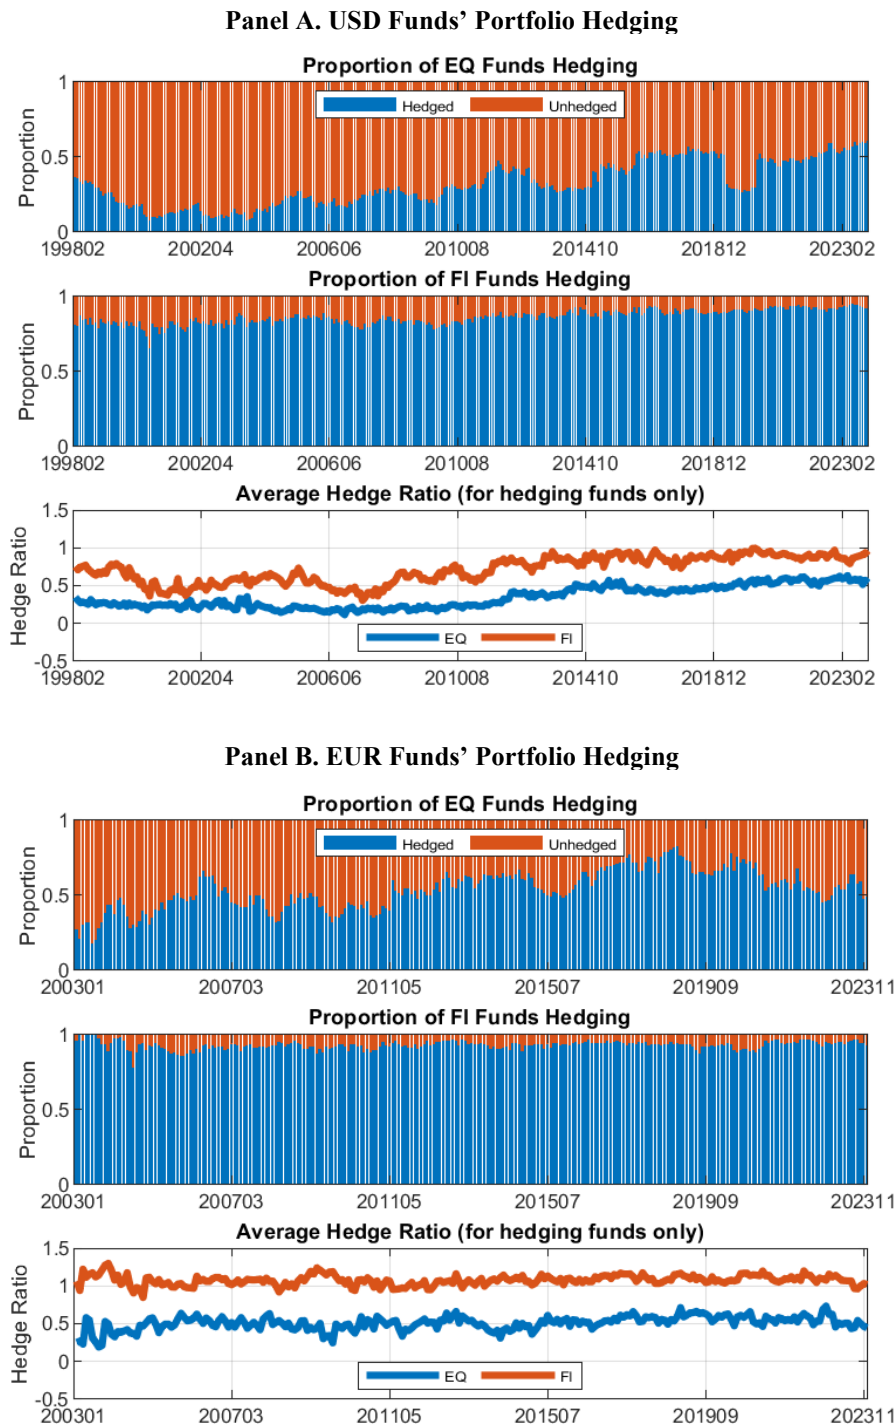 Panel A. USD Funds' Portfolio Hedging
Proportion of EQ Funds Hedging
1
Hedged Unhedged
Proportion
0.5
0
199802 200204 200606 201008 201410 201812 202302
Proportion of FI Funds Hedging
1
Proportion
0.5
0
199802 200204 200606 201008 201410 201812 202302
Average Hedge Ratio (for hedging funds only)
1.5
1
Hedge Ratio
0.5
0
EQ FI
-0.5
199802 200204 200606 201008 201410 201812 202302
Panel B. EUR Funds' Portfolio Hedging
Proportion of EQ Funds Hedging
1
Hedged Unhedged
Proportion
0.5
0
200301 200703 201105 201507 201909 202311
Proportion of FI Funds Hedging
1
Proportion
0.5
0
200301 200703 201105 201507 201909 202311
Average Hedge Ratio (for hedging funds only)
1.5
1
Hedge Ratio
0.5
0
EQ FI
-0.5
200301 200703 201105 201507 201909 202311